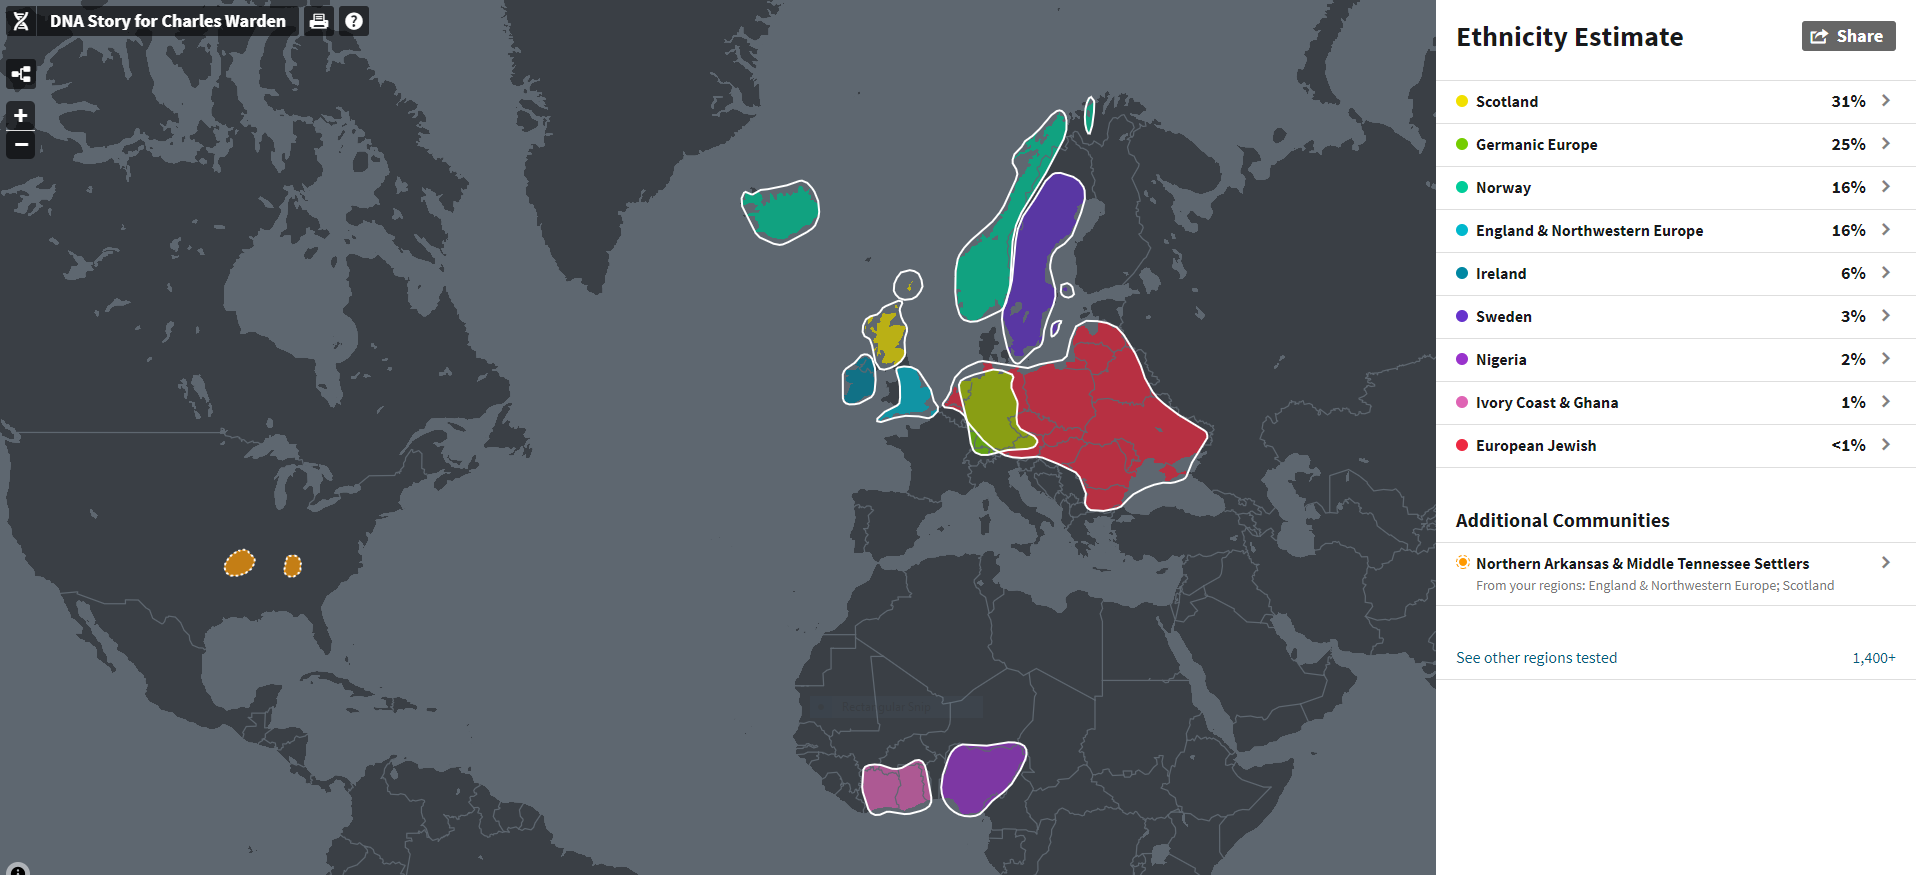 DNA Story for Charles Warden
?
+
−
Ethnicity Estimate
Share
Scotland 31%
Germanic Europe 25%
Norway 16%
England & Northwestern Europe 16%
Ireland 6%
Sweden 3%
Nigeria 2%
Ivory Coast & Ghana 1%
European Jewish <1%
Additional Communities
Northern Arkansas & Middle Tennessee Settlers
From your regions: England & Northwestern Europe; Scotland
See other regions tested 1,400+